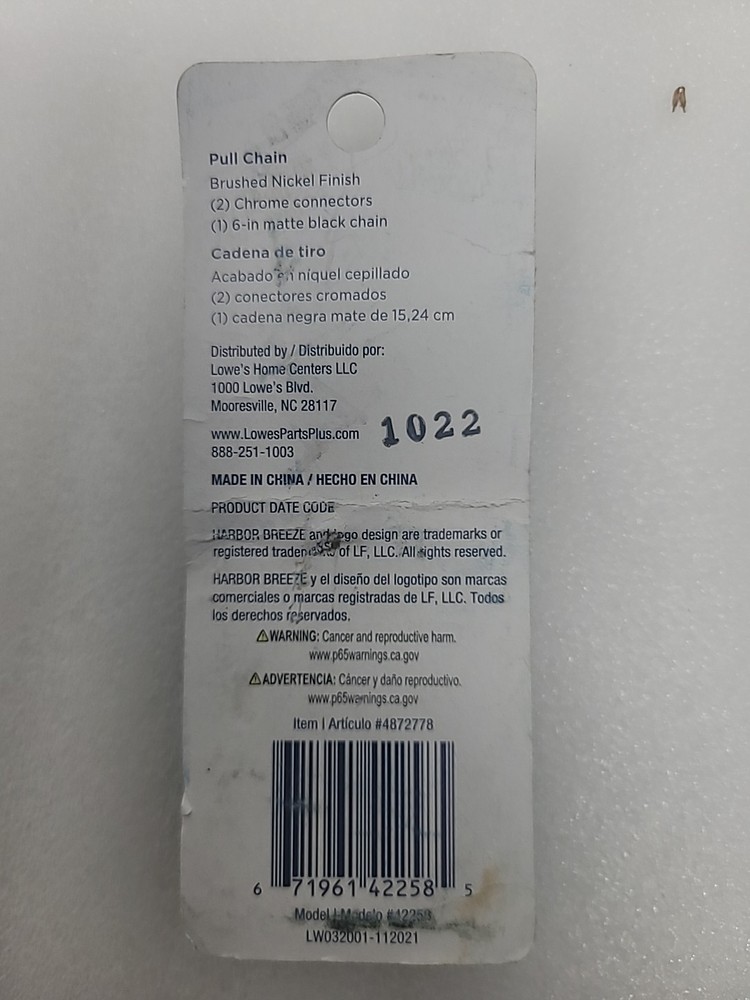 Pull Chain
Brushed Nickel Finish
(2) Chrome connectors
(1) 6-in matte black chain
Cadena de tiro
Acabado en níquel cepillado
(2) conectores cromados
(1) cadena negra mate de 15,24 cm
Distributed by / Distribuido por:
Lowe's Home Centers LLC
1000 Lowe's Blvd.
Mooresville, NC 28117
www.LowesPartsPlus.com 1022
888-251-1003
MADE IN CHINA / HECHO EN CHINA
PRODUCT DATE CODE
HARBOR BREEZE and logo design are trademarks or
registered trademarks of LF, LLC. All rights reserved.
HARBOR BREEZE y el diseño del logotipo son marcas
comerciales o marcas registradas de LF, LLC. Todos
los derechos reservados.
⚠WARNING: Cancer and reproductive harm.
www.p65warnings.ca.gov
⚠ADVERTENCIA: Cáncer y daño reproductivo.
www.p65warnings.ca.gov
Item | Artículo #4872778
6 71961 42258 5
Model | Modelo #42258
LW032001-112021